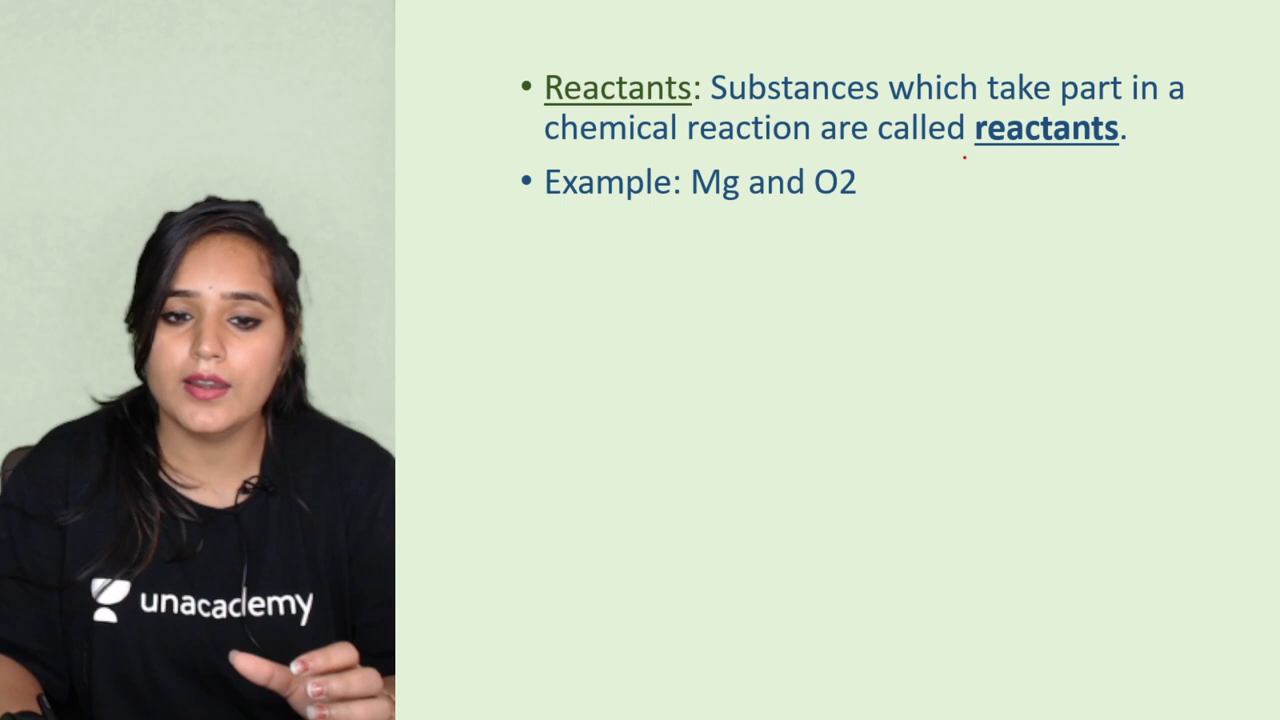 • Reactants: Substances which take part in a
chemical reaction are called reactants.
• Example: Mg and O2
unacademy